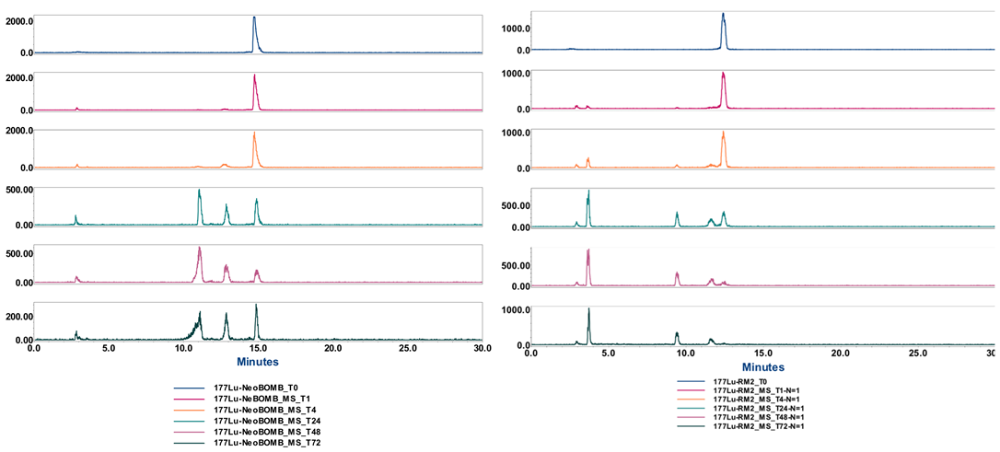 2000.0
0.0
2000.0
0.0
2000.0
0.0
500.00
0.00
500.00
0.00
200.00
0.00
0.0 5.0 10.0 15.0 20.0 25.0 30.0
Minutes
177Lu-NeoBOMB_T0
177Lu-NeBOMB_MS_T1
177Lu-NeoBOMB_MS_T4
177Lu-NeoBOMB_MS_T24
177Lu-NeoBOMB_MS_T48
177Lu-NeoBOMB_MS_T72
1000.0
0.0
1000.0
0.0
1000.0
0.0
500.00
0.00
500.00
0.00
1000.0
0.0
0.0 5.0 10.0 15.0 20.0 25.0
Minutes
177Lu-RM2_T0
177Lu-RM2_MS_T1-N=1
177Lu-RM2_MS_T4-N=1
177Lu-RM2_MS_T24-N=1
177Lu-RM2_MS_T48-N=1
177Lu-RM2_MS_T72-N=1